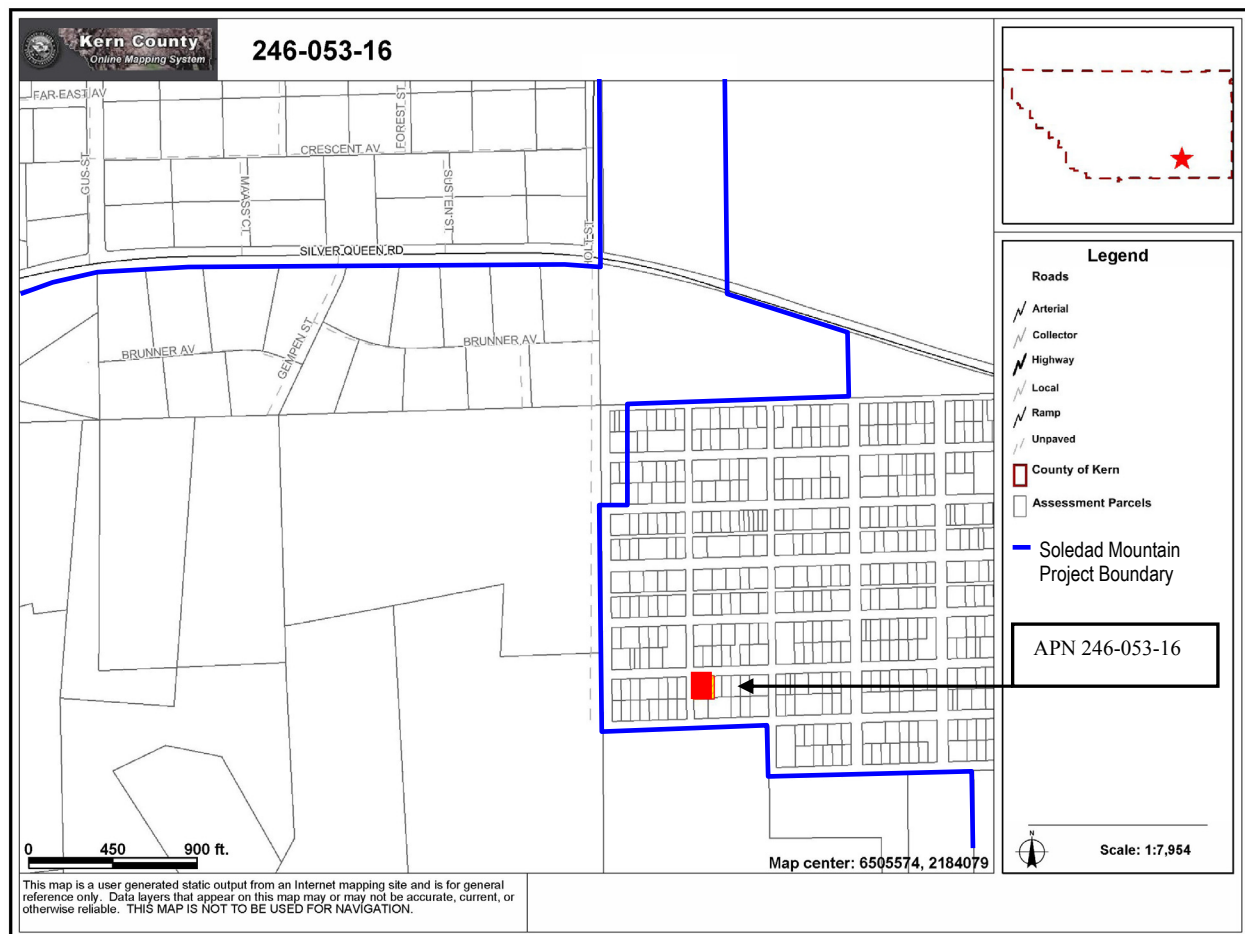 Kern County
Online Mapping System
246-053-16
FAR EAST AV
GUS ST
FOREST ST
CRESCENT AV
MAASS CT
SUSTEN ST
HOLT ST
SILVER QUEEN RD
BRUNNER AV
GEMPEN ST
BRUNNER AV
Legend
Roads
Arterial
Collector
Highway
Local
Ramp
Unpaved
County of Kern
Assessment Parcels
Soledad Mountain
Project Boundary
APN 246-053-16
0 450 900 ft.
Map center: 6505574, 2184079
N
Scale: 1:7,954
This map is a user generated static output from an Internet mapping site and is for general
reference only. Data layers that appear on this map may or may not be accurate, current, or
otherwise reliable. THIS MAP IS NOT TO BE USED FOR NAVIGATION.